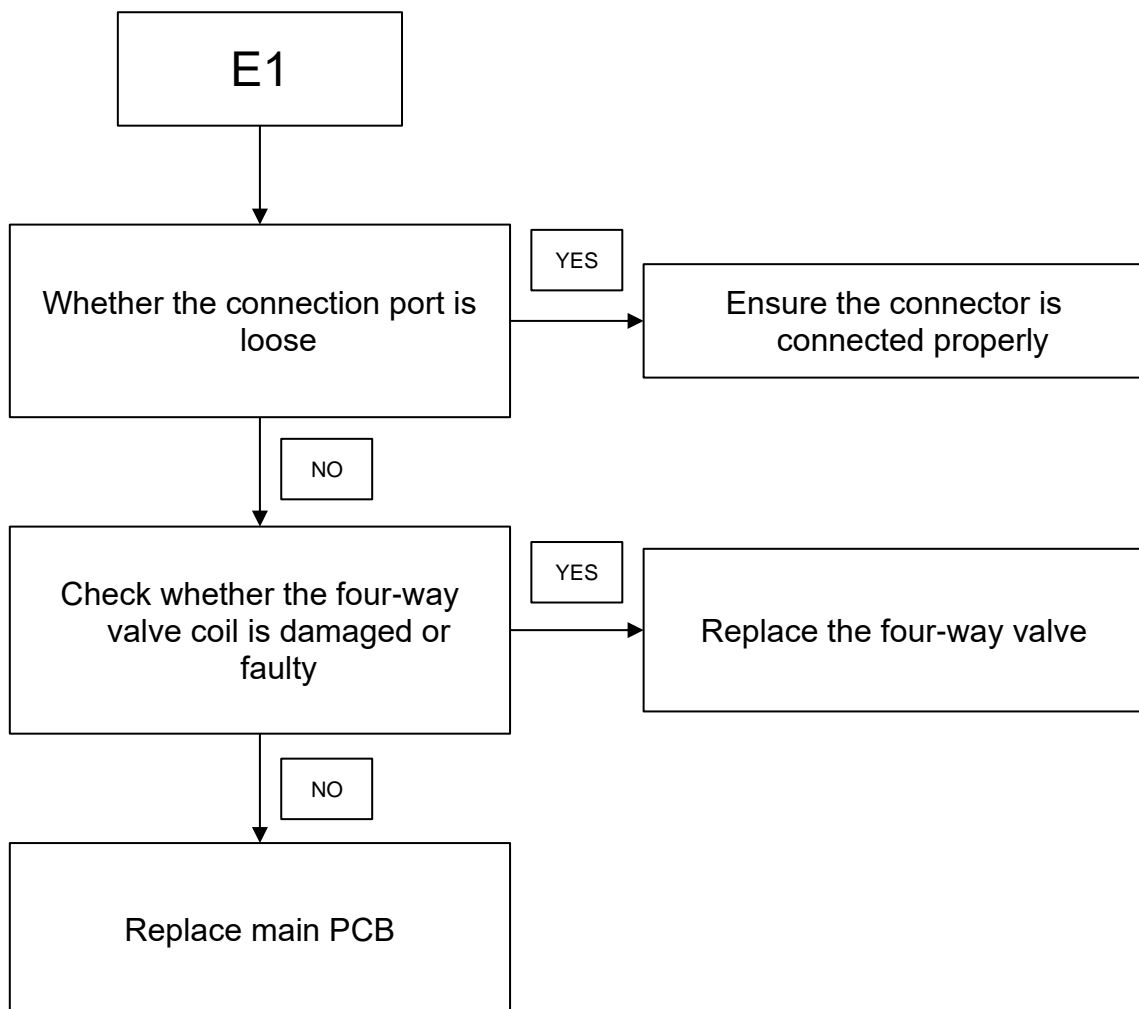 E1
Whether the connection port is
loose
YES
Ensure the connector is
connected properly
NO
Check whether the four-way
valve coil is damaged or
faulty
YES
Replace the four-way valve
NO
Replace main PCB